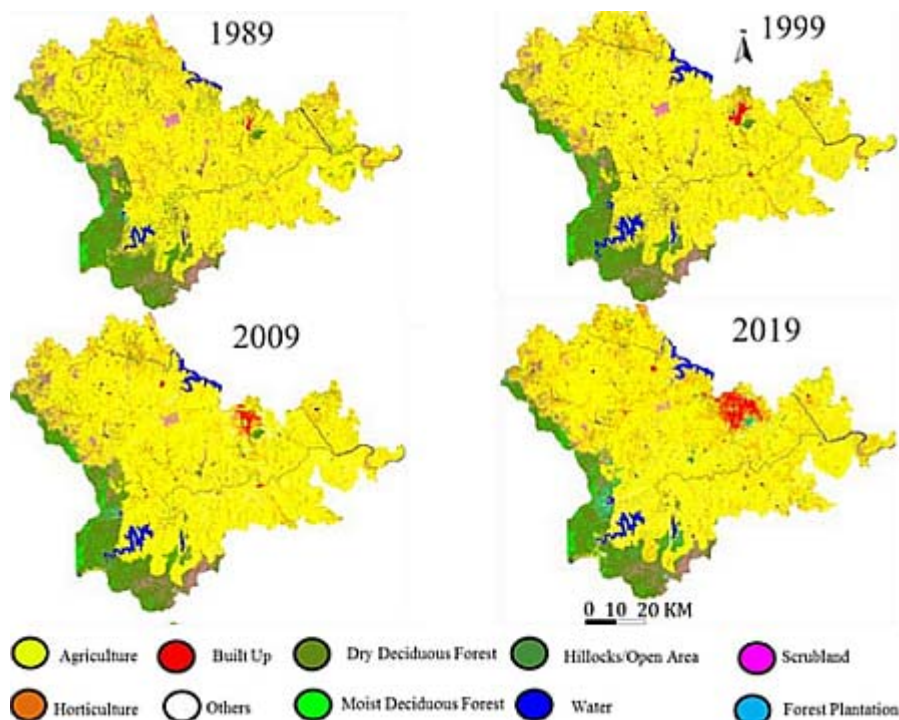 1989
1999
2009
2019
0 10 20 KM
Agriculture Built Up Dry Deciduous Forest Hillocks/Open Area Scrubland
Horticulture Others Moist Deciduous Forest Water Forest Plantation